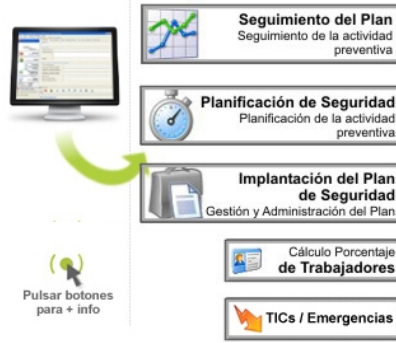 Seguimiento del Plan
Seguimiento de la actividad
preventiva
Planificación de Seguridad
Planificación de la actividad
preventiva
Implantación del Plan
de Seguridad
Gestión y Administración del Plan
Cálculo Porcentaje
de Trabajadores
TICs / Emergencias
Pulsar botones
para + info